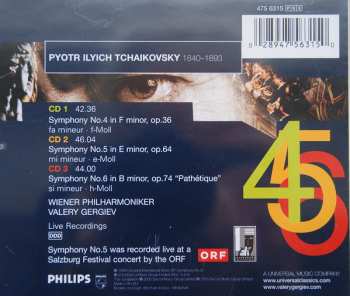 475 6315
0 28947 56315 0
PYOTR ILYICH TCHAIKOVSKY 1840–1893
CD 1 42.36
Symphony No.4 in F minor, op.36
fa mineur · f-Moll
CD 2 46.04
Symphony No.5 in E minor, op.64
mi mineur · e-Moll
CD 3 44.00
Symphony No.6 in B minor, op.74 "Pathétique"
si mineur · h-Moll
WIENER PHILHARMONIKER
VALERY GERGIEV
Live Recordings
DDD
Symphony No.5 was recorded live at a
Salzburg Festival concert by the ORF
ORF
456
PHILIPS
A UNIVERSAL MUSIC COMPANY
www.universalclassics.com
www.valerygergiev.com